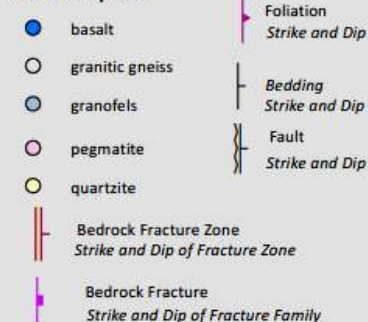 basalt
granitic gneiss
granofels
pegmatite
quartzite
Bedrock Fracture Zone
Strike and Dip of Fracture Zone
Bedrock Fracture
Strike and Dip of Fracture Family
Foliation
Strike and Dip
Bedding
Strike and Dip
Fault
Strike and Dip